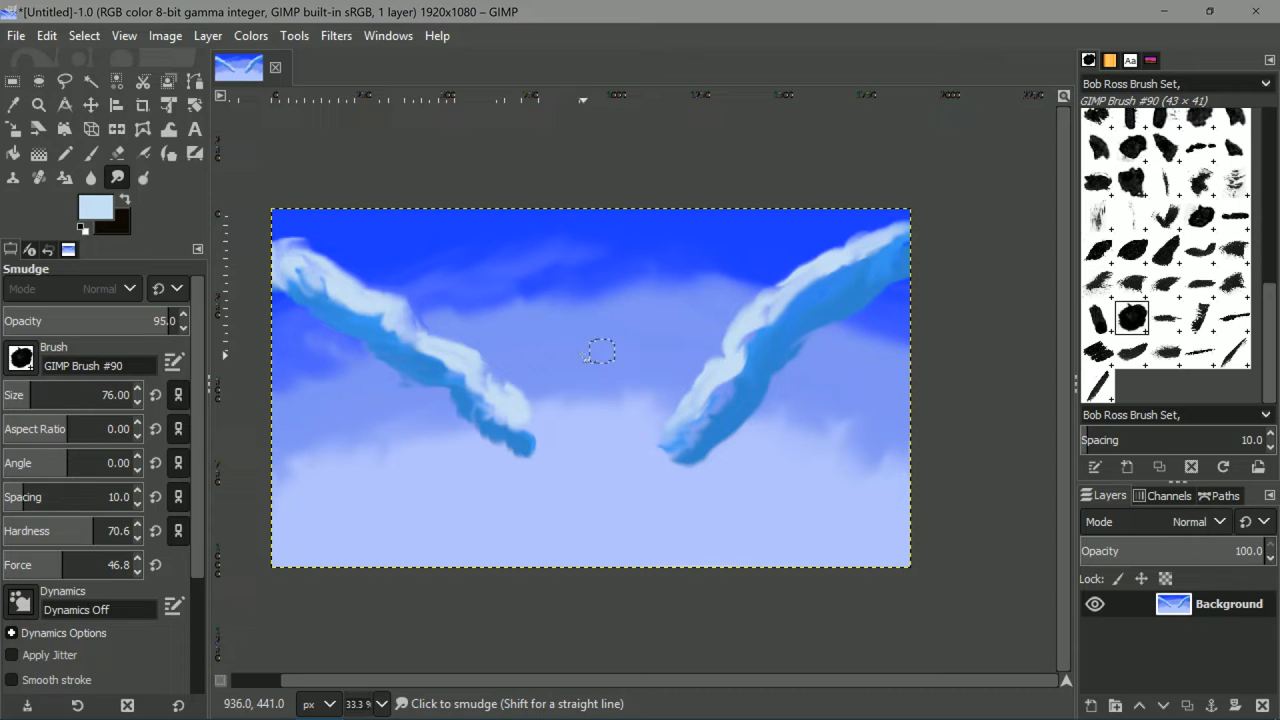 *[Untitled]-1.0 (RGB color 8-bit gamma integer, GIMP built-in sRGB, 1 layer) 1920x1080 – GIMP
File Edit Select View Image Layer Colors Tools Filters Windows Help
Bob Ross Brush Set,
GIMP Brush #90 (43 × 41)
Smudge
Mode Normal
Opacity 95.0
Brush
GIMP Brush #90
Size 76.00
Aspect Ratio 0.00
Angle 0.00
Spacing 10.0
Hardness 70.6
Force 46.8
Dynamics
Dynamics Off
Dynamics Options
Apply Jitter
Smooth stroke
Bob Ross Brush Set,
Spacing 10.0
Layers Channels Paths
Mode Normal
Opacity 100.0
Lock:
Background
936.0, 441.0 px 33.3 % Click to smudge (Shift for a straight line)